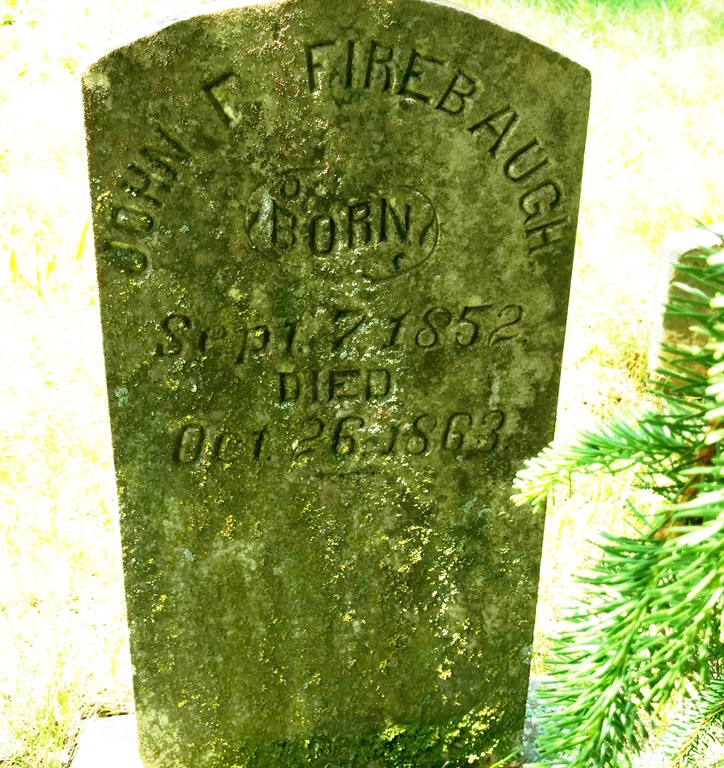 JOHN F. FIREBAUGH
BORN
Sept. 7, 1852.
DIED
Oct. 26, 1863.